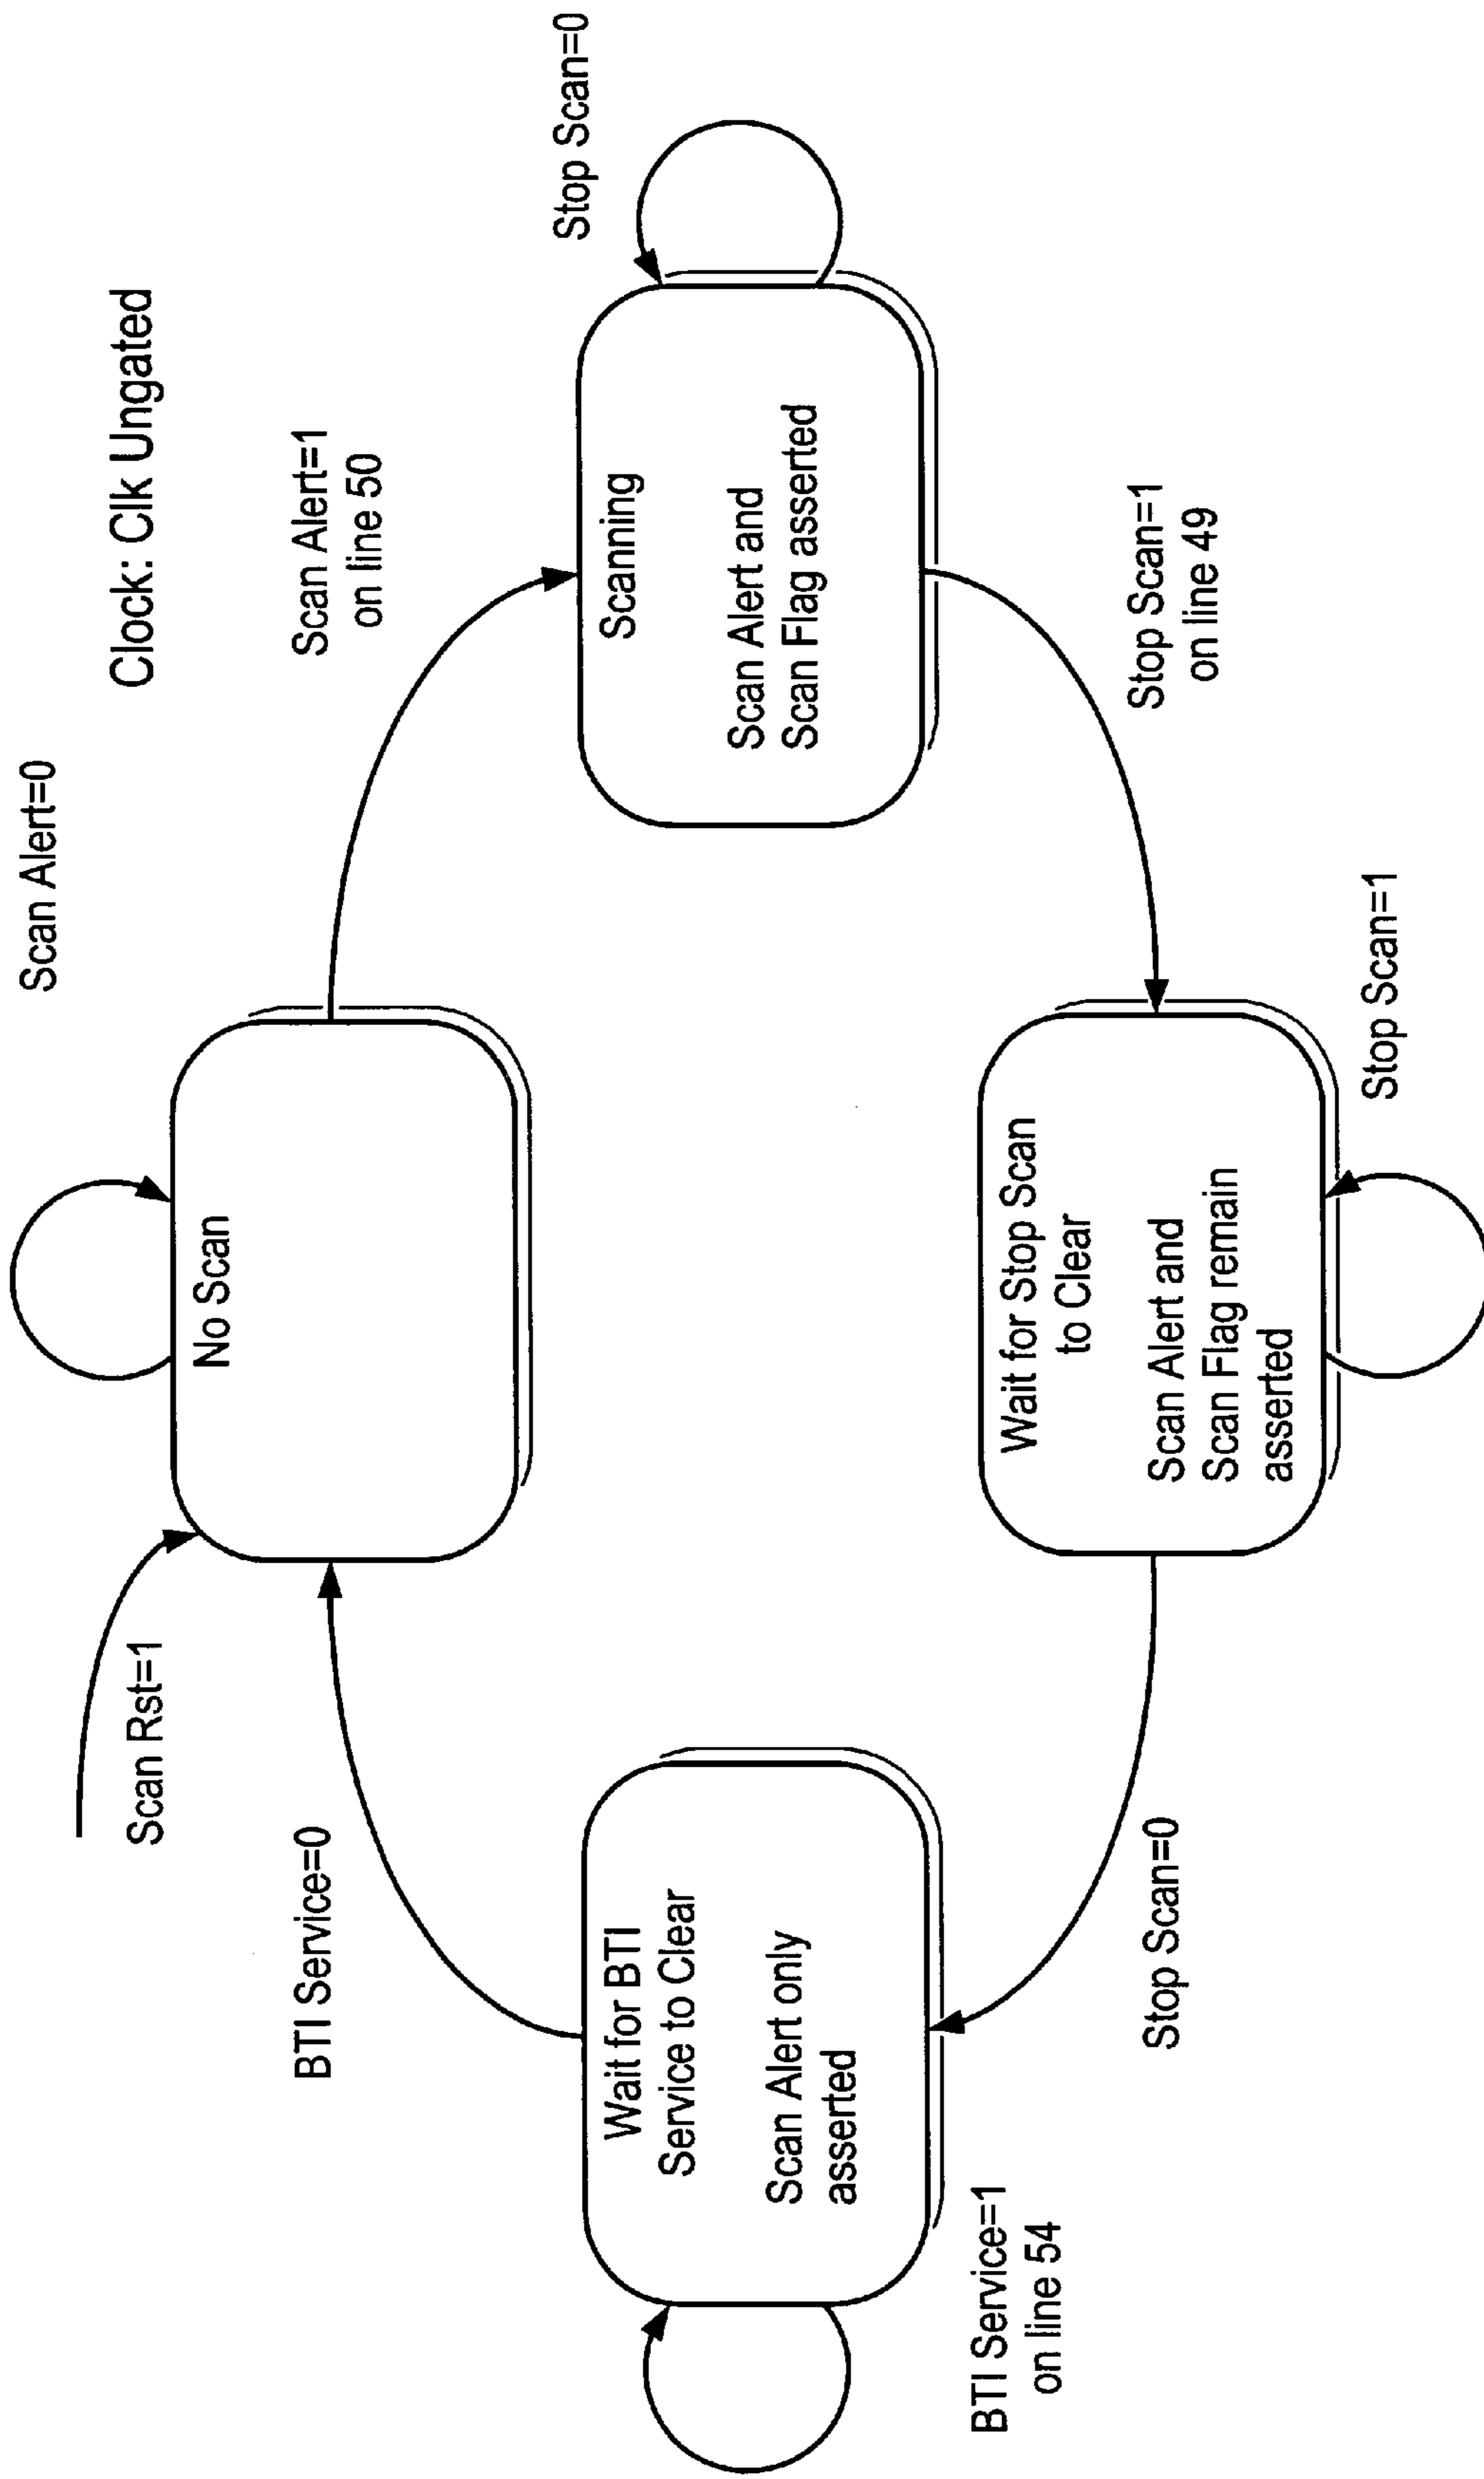 Clock: Clk Ungated
Scan Alert=0
Scan Rst=1
No Scan
BTI Service=0
Scan Alert=1
on line 50
Stop Scan=0
Wait for BTI
Service to Clear
Scan Alert only
asserted
Scanning
Scan Alert and
Scan Flag asserted
BTI Service=1
on line 54
Stop Scan=0
Wait for Stop Scan
to Clear
Scan Alert and
Scan Flag remain
asserted
Stop Scan=1
on line 49
Stop Scan=1